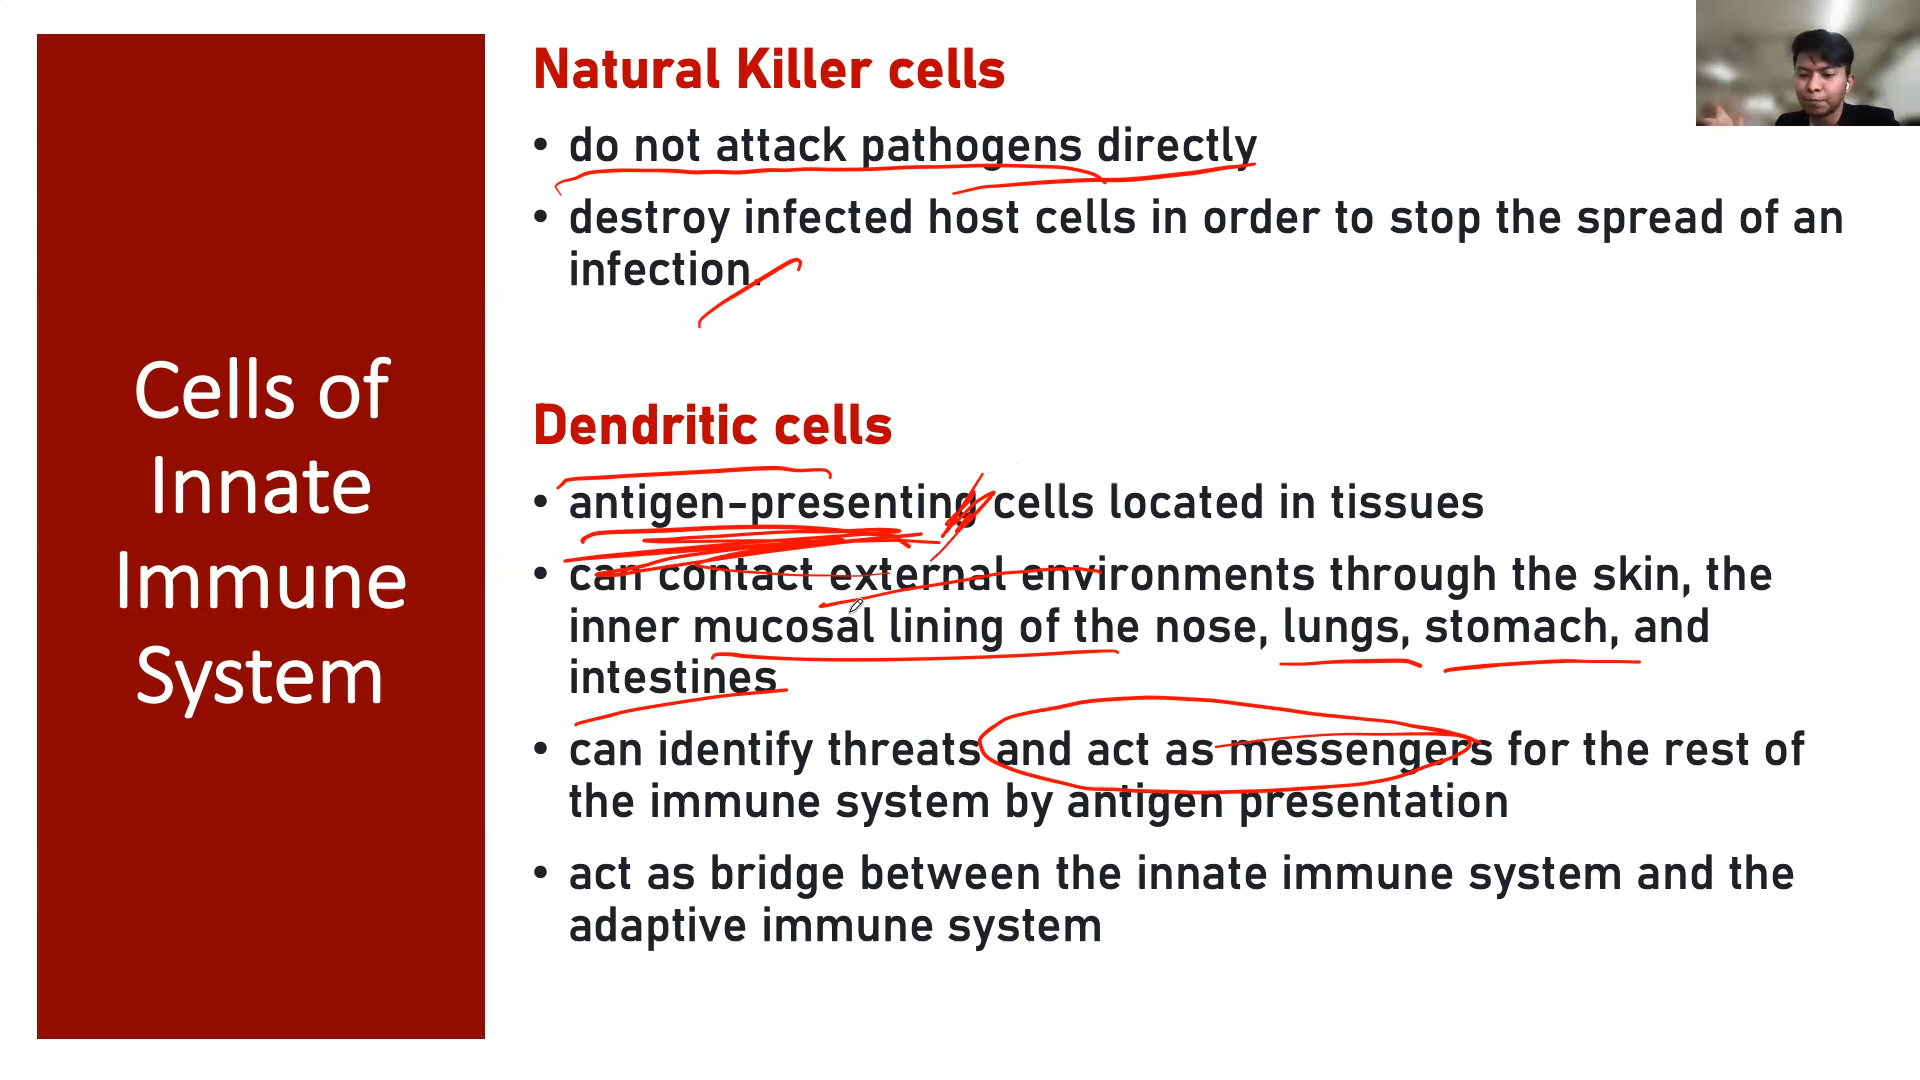 Cells of
Innate
Immune
System
Natural Killer cells
• do not attack pathogens directly
• destroy infected host cells in order to stop the spread of an
infection.
Dendritic cells
• antigen-presenting cells located in tissues
• can contact external environments through the skin, the
inner mucosal lining of the nose, lungs, stomach, and
intestines
• can identify threats and act as messengers for the rest of
the immune system by antigen presentation
• act as bridge between the innate immune system and the
adaptive immune system